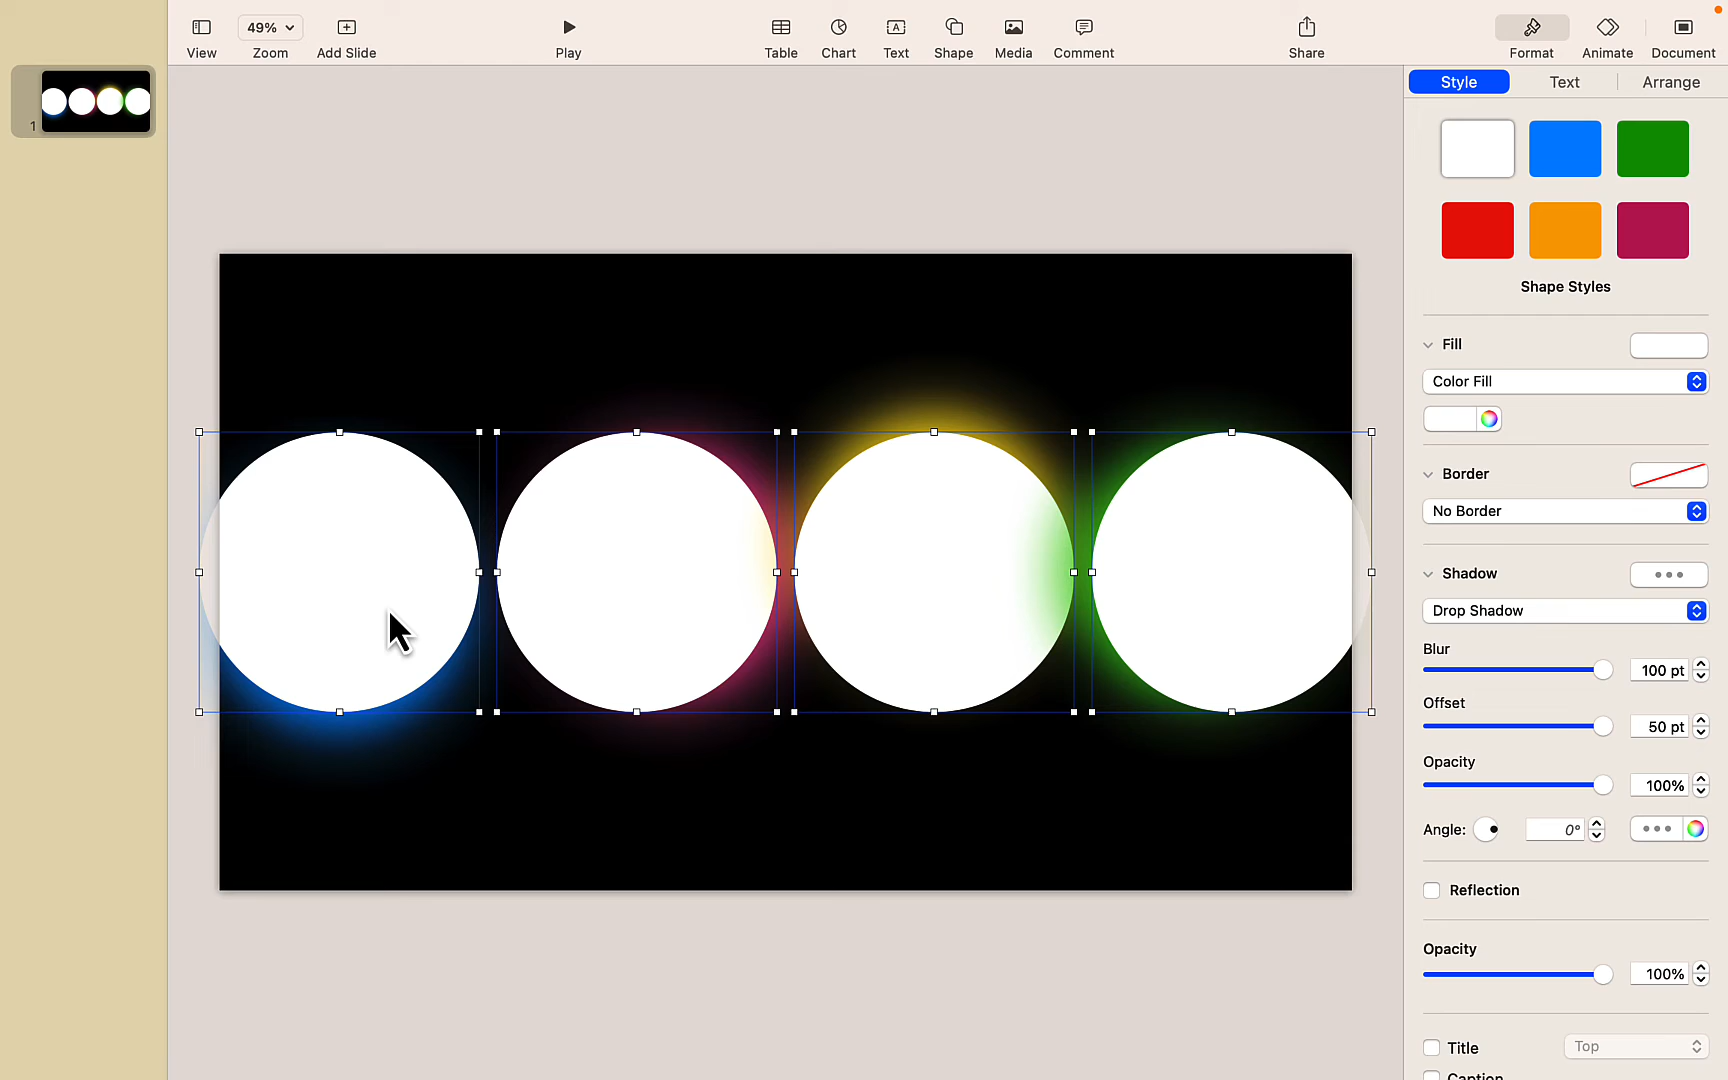 49%
View
Zoom
Add Slide
Play
Table
Chart
Text
Shape
Media
Comment
Share
Format
Animate
Document
1
Style
Text
Arrange
Shape Styles
Fill
Color Fill
Border
No Border
Shadow
Drop Shadow
Blur
100 pt
Offset
50 pt
Opacity
100%
Angle:
0°
Reflection
Opacity
100%
Title
Top
Caption